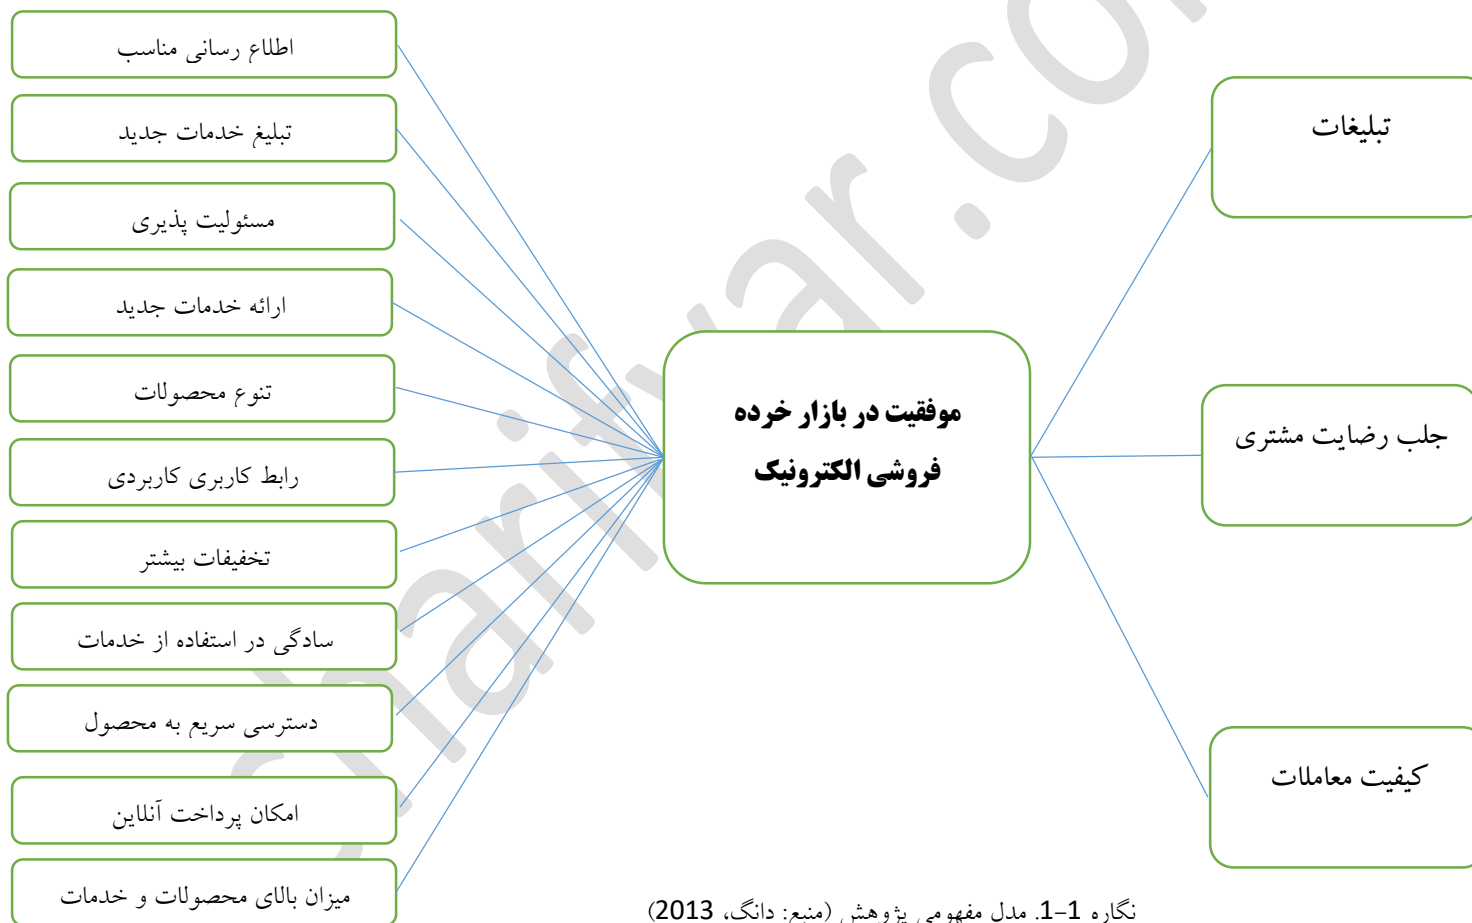 اطلاع رسانی مناسب
تبلیغ خدمات جدید
مسئولیت پذیری
ارائه خدمات جدید
تنوع محصولات
رابط کاربری کاربردی
تخفیفات بیشتر
سادگی در استفاده از خدمات
دسترسی سریع به محصول
امکان پرداخت آنلاین
میزان بالای محصولات و خدمات
موفقیت در بازار خرده
فروشی الکترونیک
تبلیغات
جلب رضایت مشتری
کیفیت معاملات
نگاره 1-1. مدل مفهومی پژوهش (منبع: دانگ، 2013)